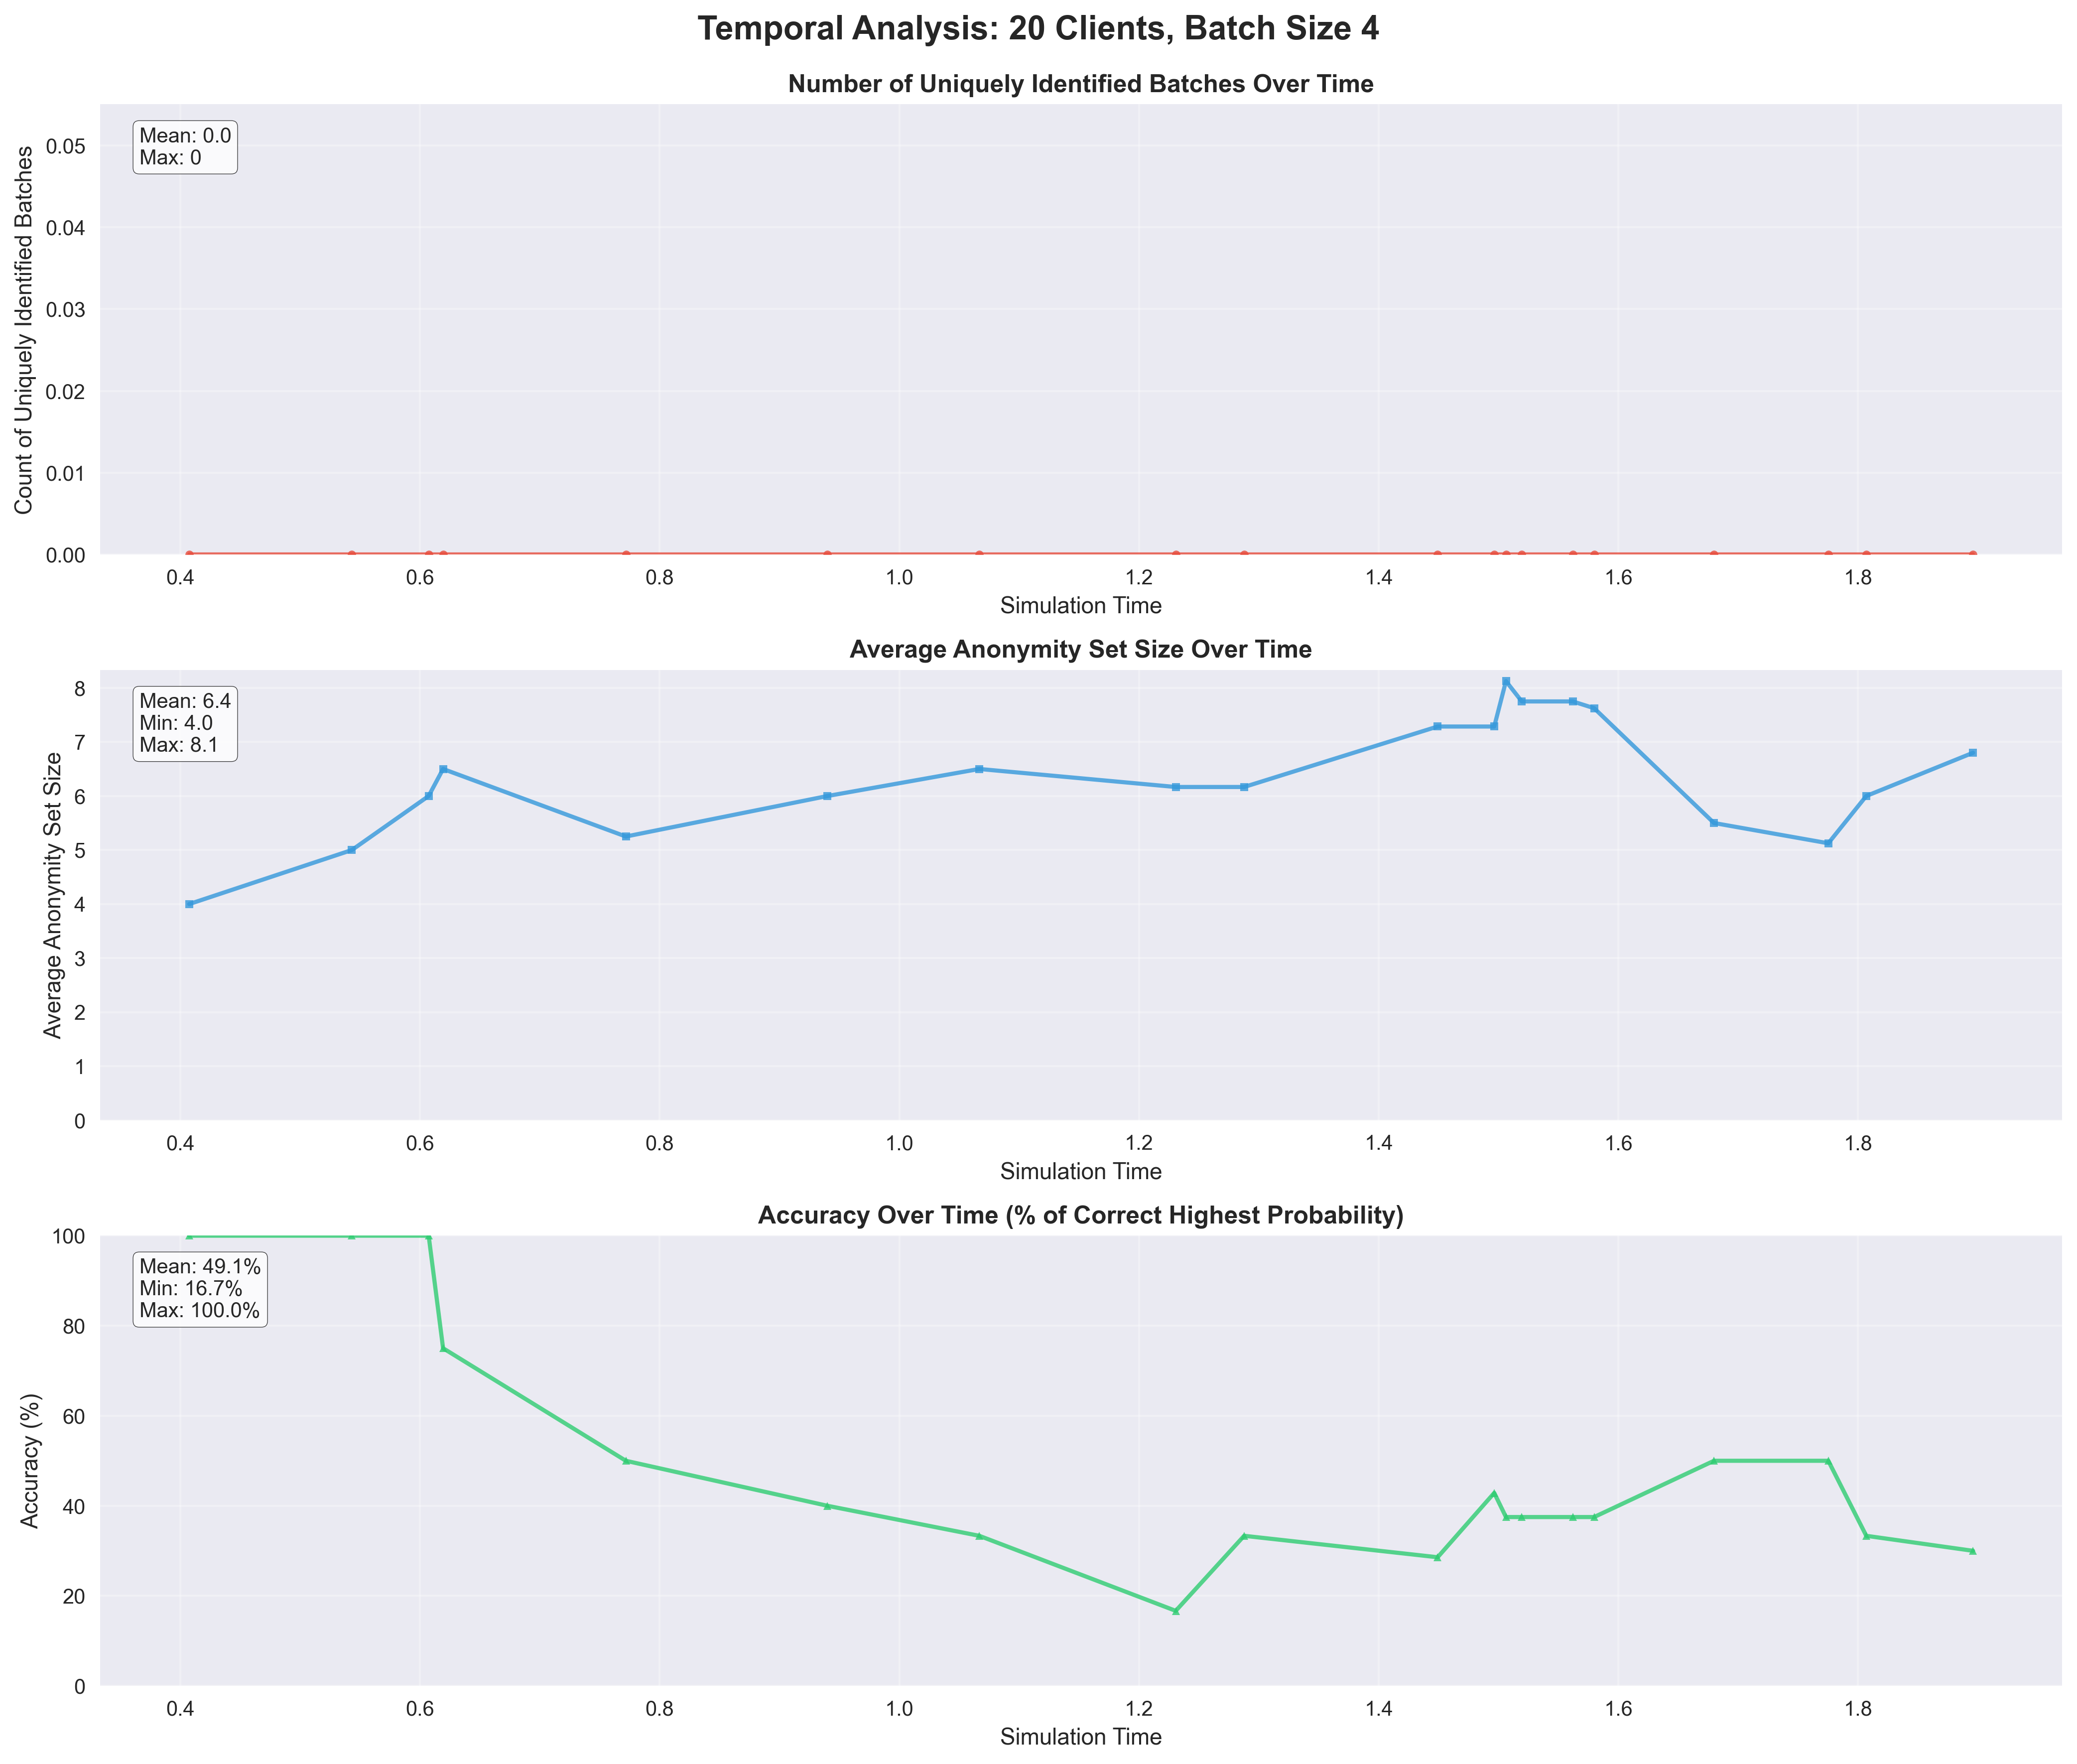 Temporal Analysis: 20 Clients, Batch Size 4
Number of Uniquely Identified Batches Over Time
Mean: 0.0
Max: 0
Count of Uniquely Identified Batches
0.05
0.04
0.03
0.02
0.01
0.00
0.4 0.6 0.8 1.0 1.2 1.4 1.6 1.8
Simulation Time
Average Anonymity Set Size Over Time
Mean: 6.4
Min: 4.0
Max: 8.1
Average Anonymity Set Size
8
7
6
5
4
3
2
1
0
0.4 0.6 0.8 1.0 1.2 1.4 1.6 1.8
Simulation Time
Accuracy Over Time (% of Correct Highest Probability)
Mean: 49.1%
Min: 16.7%
Max: 100.0%
Accuracy (%)
100
80
60
40
20
0
0.4 0.6 0.8 1.0 1.2 1.4 1.6 1.8
Simulation Time